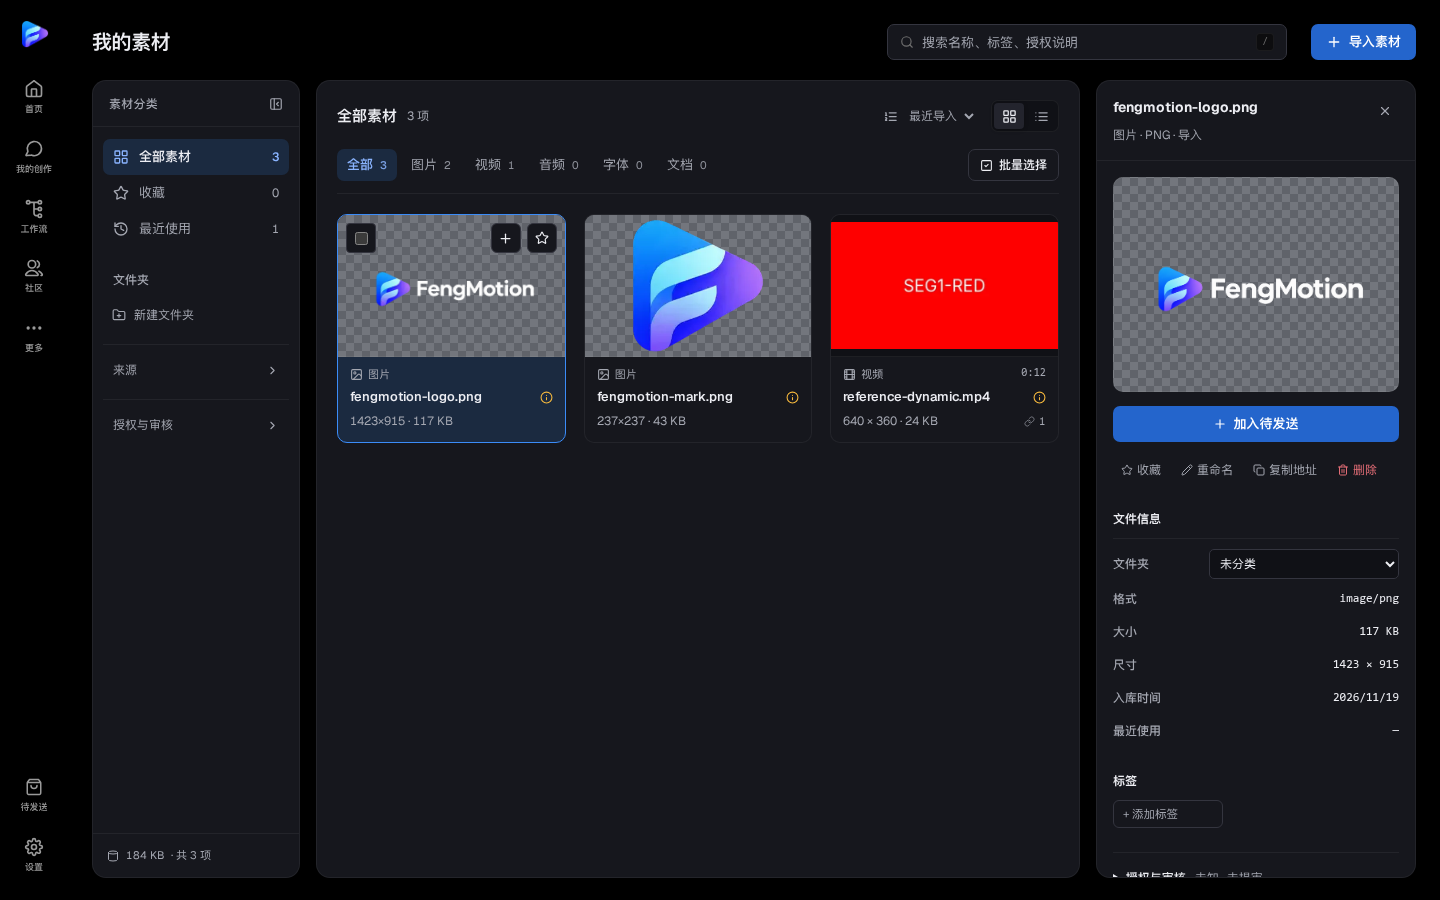 我的素材
搜索名称、标签、授权说明
/
导入素材
首页
我的创作
工作流
社区
更多
待发送
设置
素材分类
全部素材 3
收藏 0
最近使用 1
文件夹
新建文件夹
来源
授权与审核
184 KB · 共 3 项
全部素材 3 项
最近导入
全部 3
图片 2
视频 1
音频 0
字体 0
文档 0
批量选择
FengMotion
图片
fengmotion-logo.png
1423×915 · 117 KB
图片
fengmotion-mark.png
237×237 · 43 KB
SEG1-RED
视频 0:12
reference-dynamic.mp4
640 × 360 · 24 KB 1
fengmotion-logo.png
图片 · PNG · 导入
FengMotion
加入待发送
收藏
重命名
复制地址
删除
文件信息
文件夹 未分类
格式 image/png
大小 117 KB
尺寸 1423 × 915
入库时间 2026/11/19
最近使用 —
标签
+ 添加标签
授权与审核